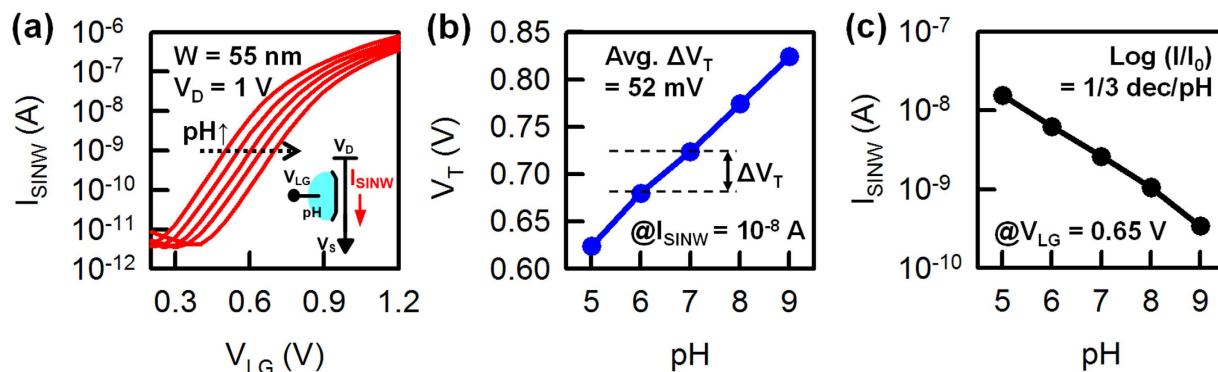 (a)
10⁻⁶
10⁻⁷
10⁻⁸
10⁻⁹
10⁻¹⁰
10⁻¹¹
10⁻¹²
I_SINW (A)
W = 55 nm
V_D = 1 V
pH↑
V_D
V_LG
I_SINW
pH
V_S
0.3 0.6 0.9 1.2
V_LG (V)
(b)
0.85
0.80
0.75
0.70
0.65
0.60
V_T (V)
Avg. ΔV_T
= 52 mV
ΔV_T
@I_SINW = 10⁻⁸ A
5 6 7 8 9
pH
(c)
10⁻⁷
10⁻⁸
10⁻⁹
10⁻¹⁰
I_SINW (A)
Log (I/I₀)
= 1/3 dec/pH
@V_LG = 0.65 V
5 6 7 8 9
pH